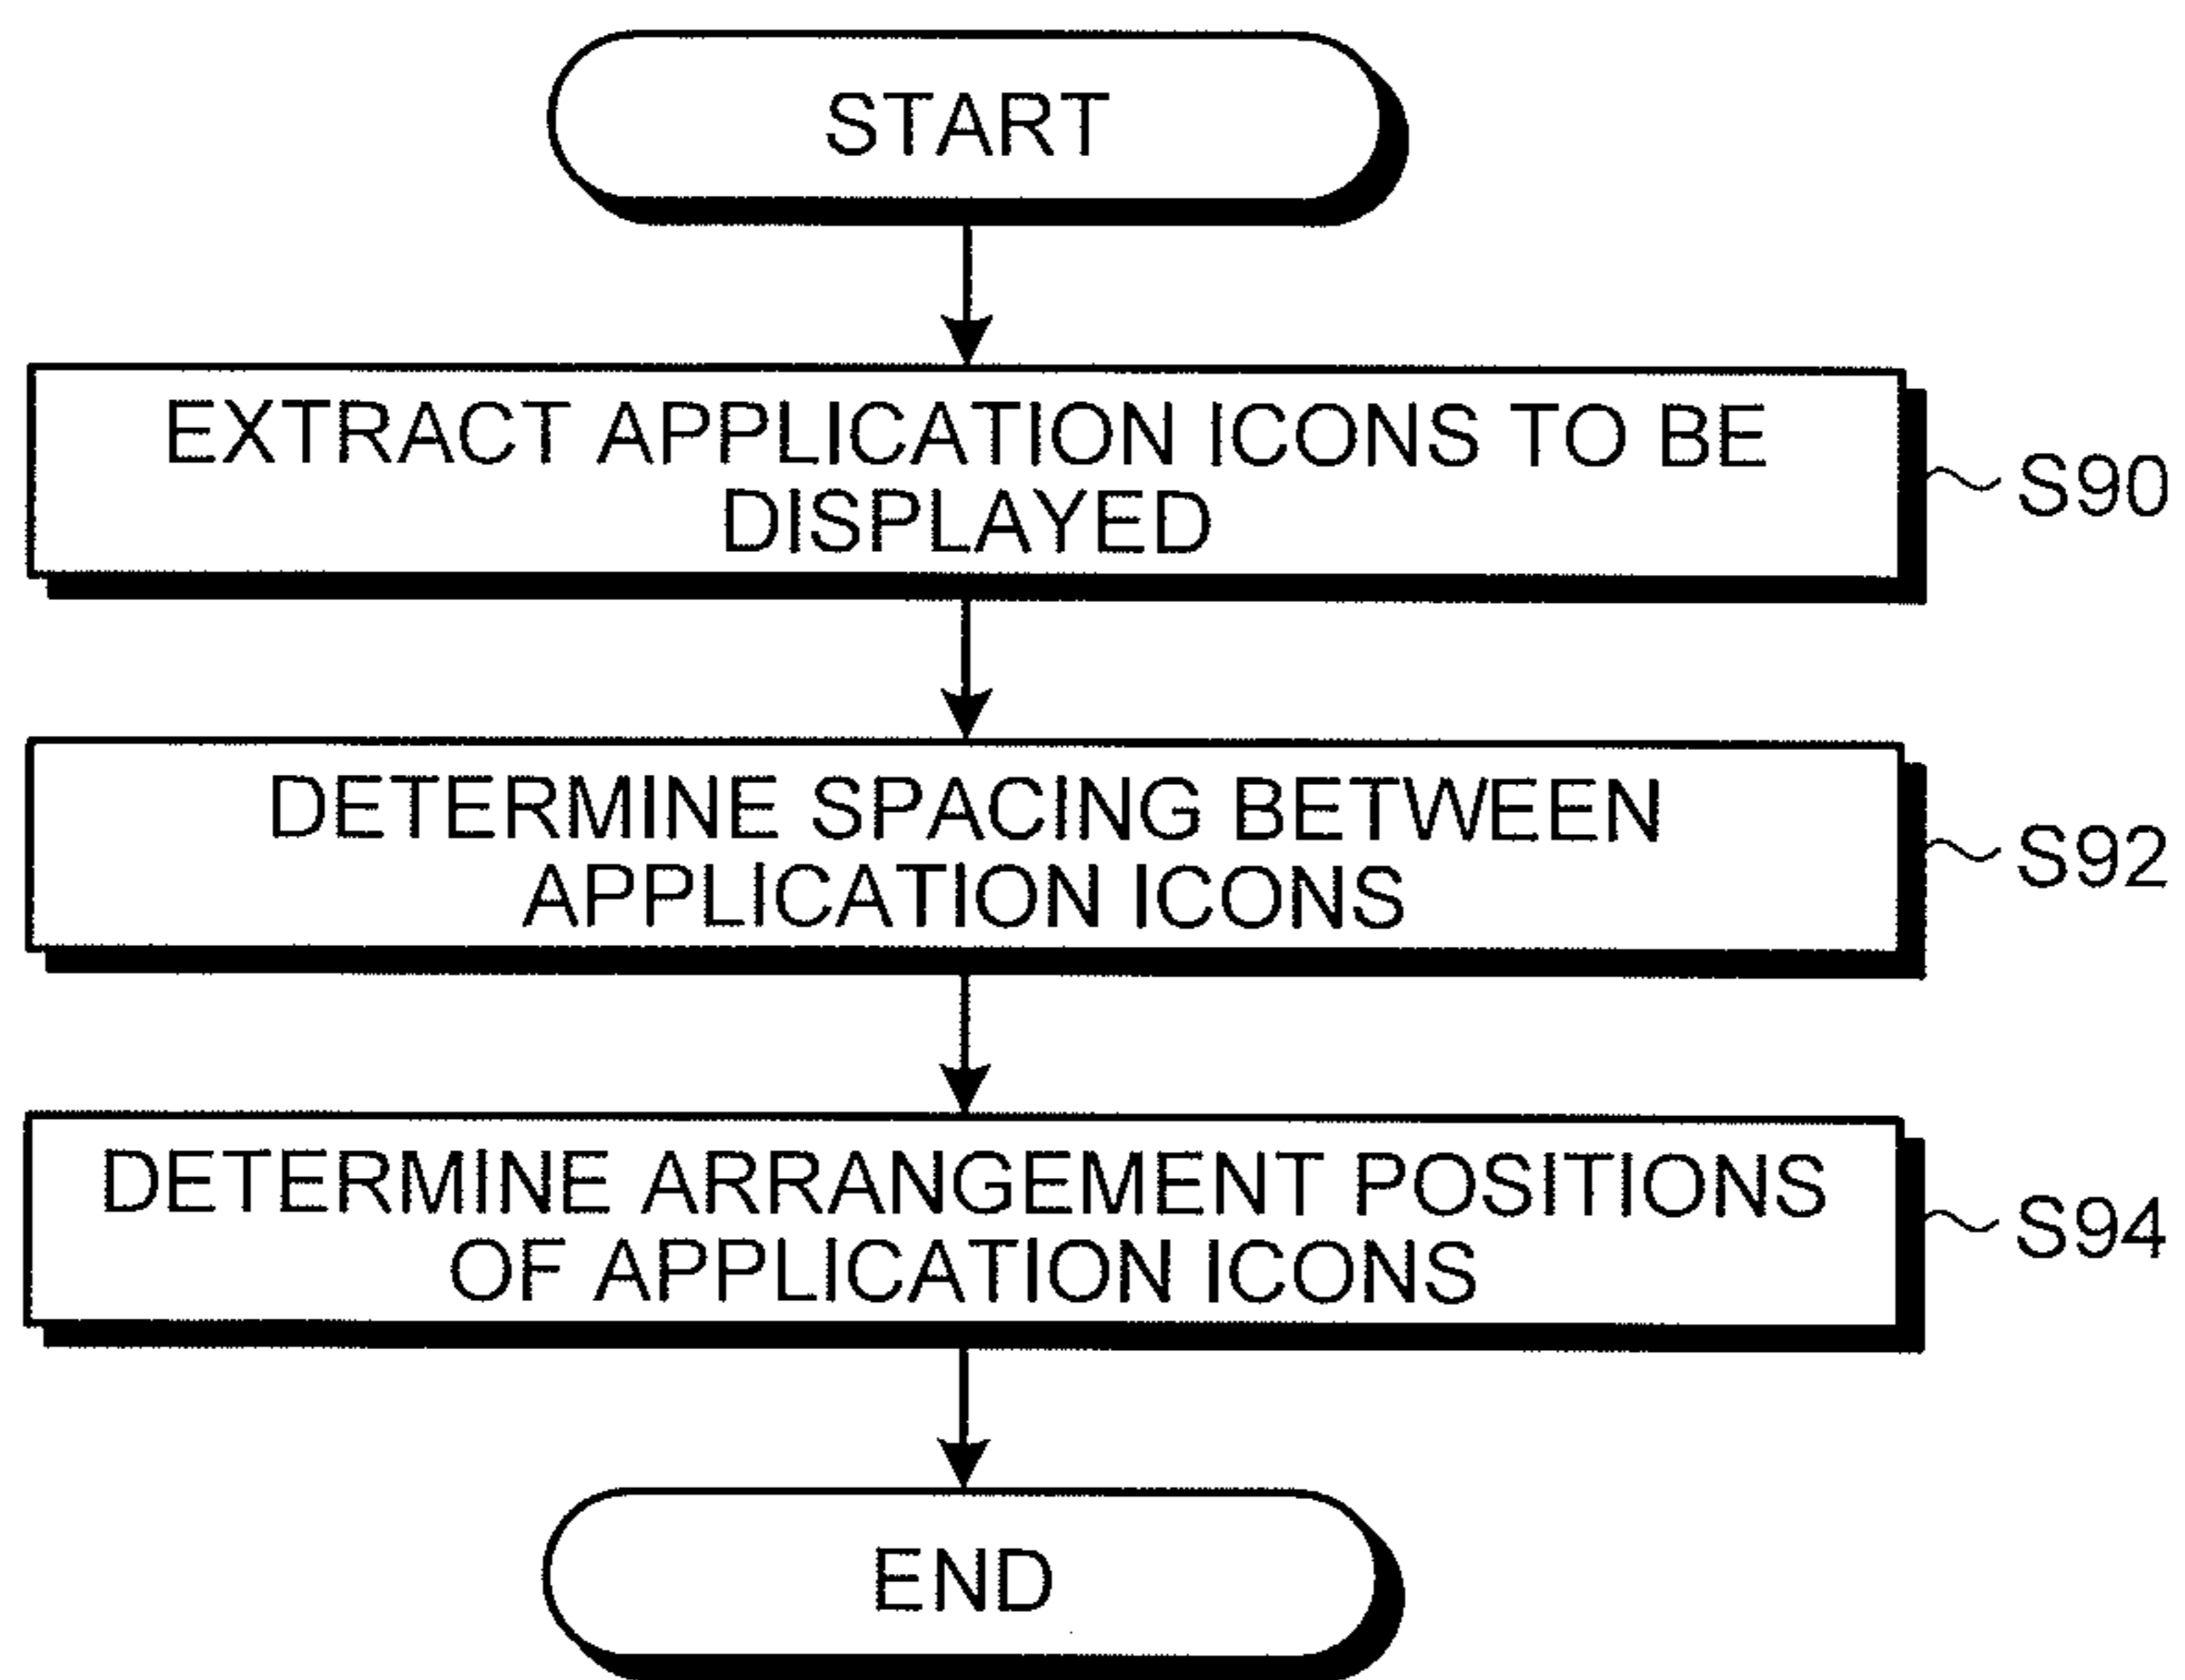 START
EXTRACT APPLICATION ICONS TO BE
DISPLAYED
S90
DETERMINE SPACING BETWEEN
APPLICATION ICONS
S92
DETERMINE ARRANGEMENT POSITIONS
OF APPLICATION ICONS
S94
END